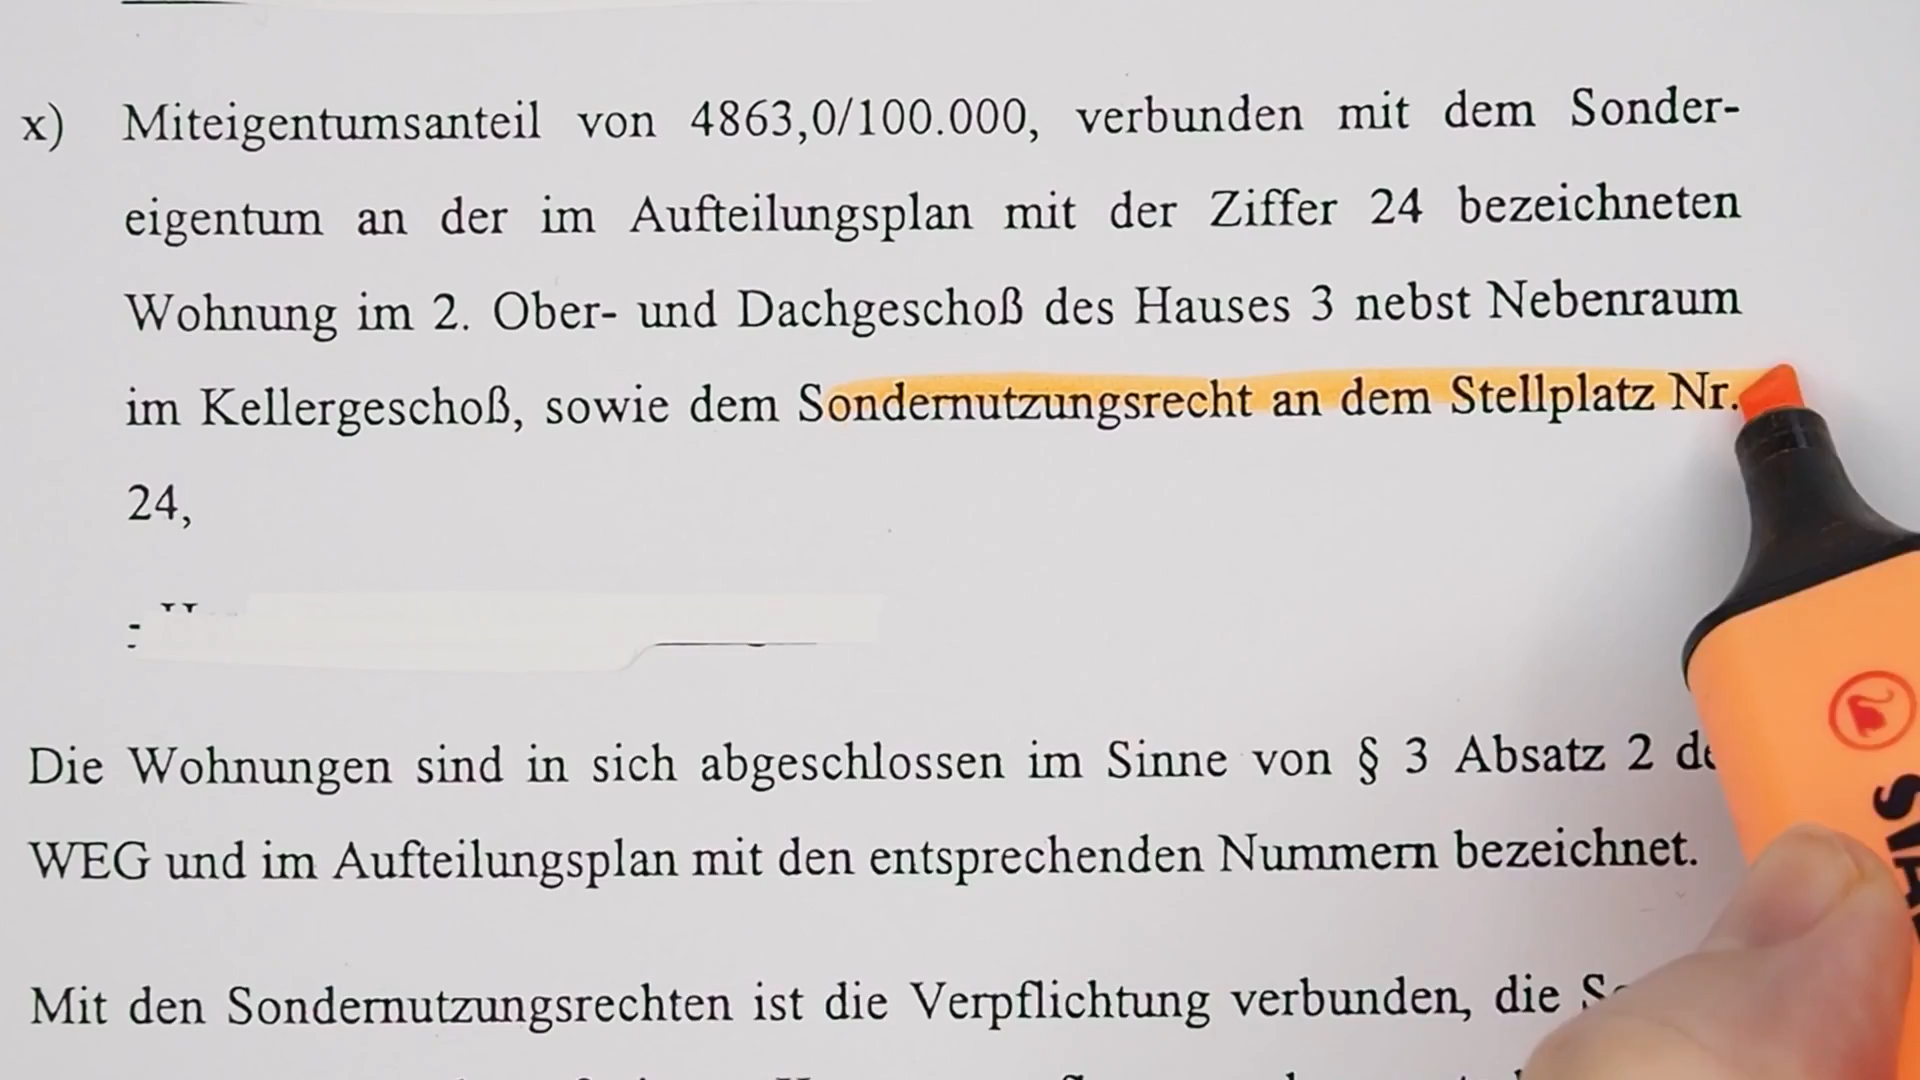 x) Miteigentumsanteil von 4863,0/100.000, verbunden mit dem Sonder-
eigentum an der im Aufteilungsplan mit der Ziffer 24 bezeichneten
Wohnung im 2. Ober- und Dachgeschoß des Hauses 3 nebst Nebenraum
im Kellergeschoß, sowie dem Sondernutzungsrecht an dem Stellplatz Nr.
24,
Die Wohnungen sind in sich abgeschlossen im Sinne von § 3 Absatz 2
WEG und im Aufteilungsplan mit den entsprechenden Nummern bezeichnet.
Mit den Sondernutzungsrechten ist die Verpflichtung verbunden, die